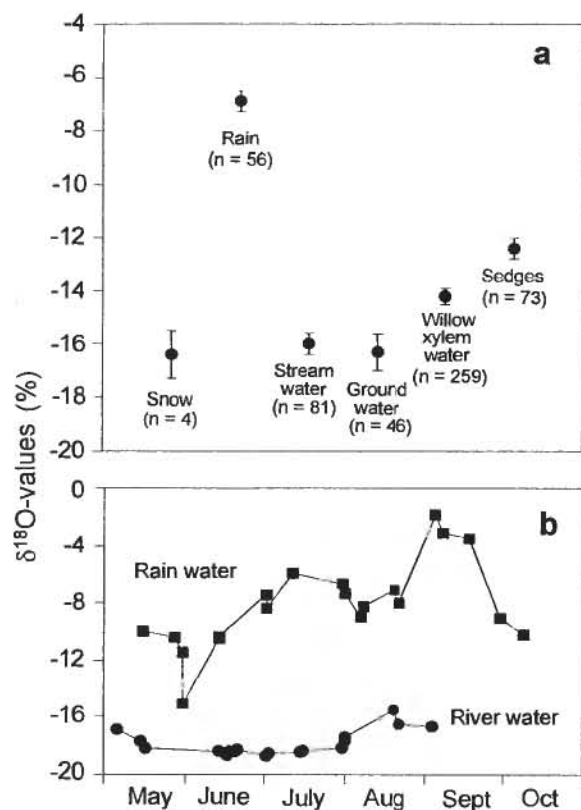 -4
a
-6
Rain
(n = 56)
-8
-10
-12
Sedges
(n = 73)
-14
Willow
xylem
water
(n = 259)
-16
Snow
(n = 4)
Stream
water
(n = 81)
Ground
water
(n = 46)
-18
-20
δ18O-values (%)
0
b
-4
Rain water
-8
-12
-16
River water
-20
May June July Aug Sept Oct